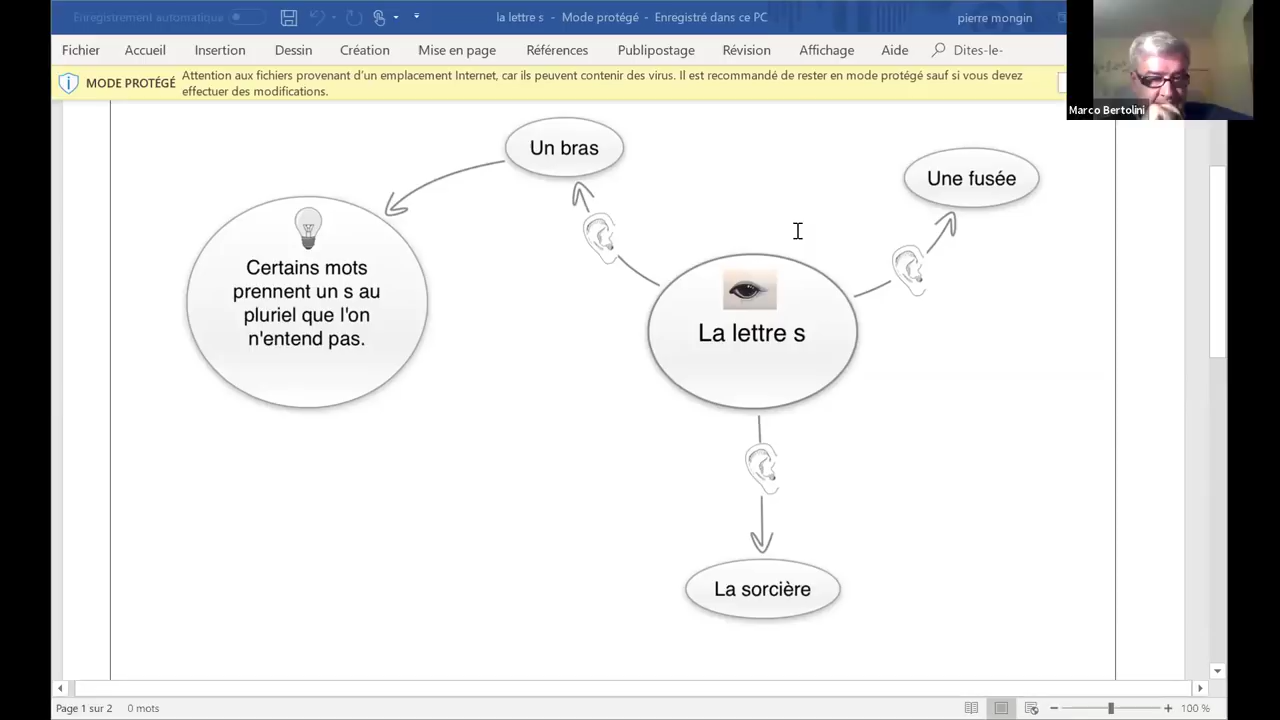 Enregistrement automatique
la lettre s - Mode protégé - Enregistré dans ce PC
pierre mongin
Fichier Accueil Insertion Dessin Création Mise en page Références Publipostage Révision Affichage Aide Dites-le-
MODE PROTÉGÉ Attention aux fichiers provenant d'un emplacement Internet, car ils peuvent contenir des virus. Il est recommandé de rester en mode protégé sauf si vous devez
effectuer des modifications.
Marco Bertolini
Un bras
Une fusée
Certains mots
prennent un s au
pluriel que l'on
n'entend pas.
La lettre s
La sorcière
Page 1 sur 2 0 mots
100 %